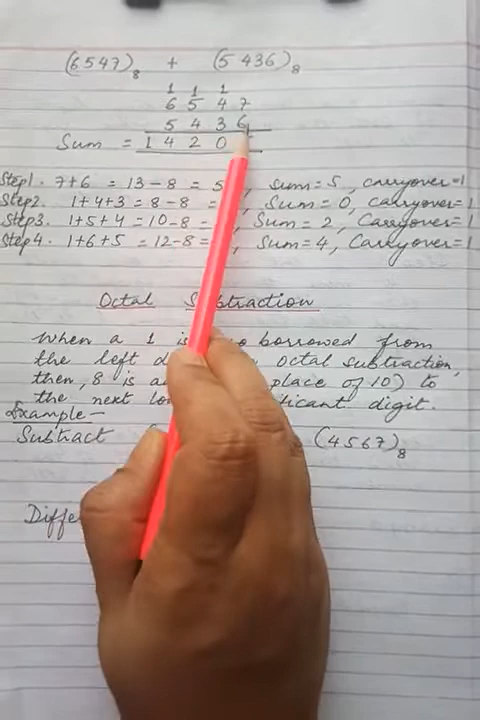 (6547)₈ + (5436)₈
1 1 1
6 5 4 7
5 4 3 6
Sum = 1 4 2 0
Step1. 7+6 = 13-8 = 5, Sum = 5, carryover=1
Step2. 1+4+3 = 8-8 = , Sum = 0, carryover=1
Step3. 1+5+4 = 10-8 = , Sum = 2, Carryover=1
Step4. 1+6+5 = 12-8 = , Sum = 4, Carryover=1
Octal Subtraction
When a 1 is borrowed from
the left octal subtraction,
then, 8 is place of 10) to
the next digit.
Example-
Subtract (4567)₈